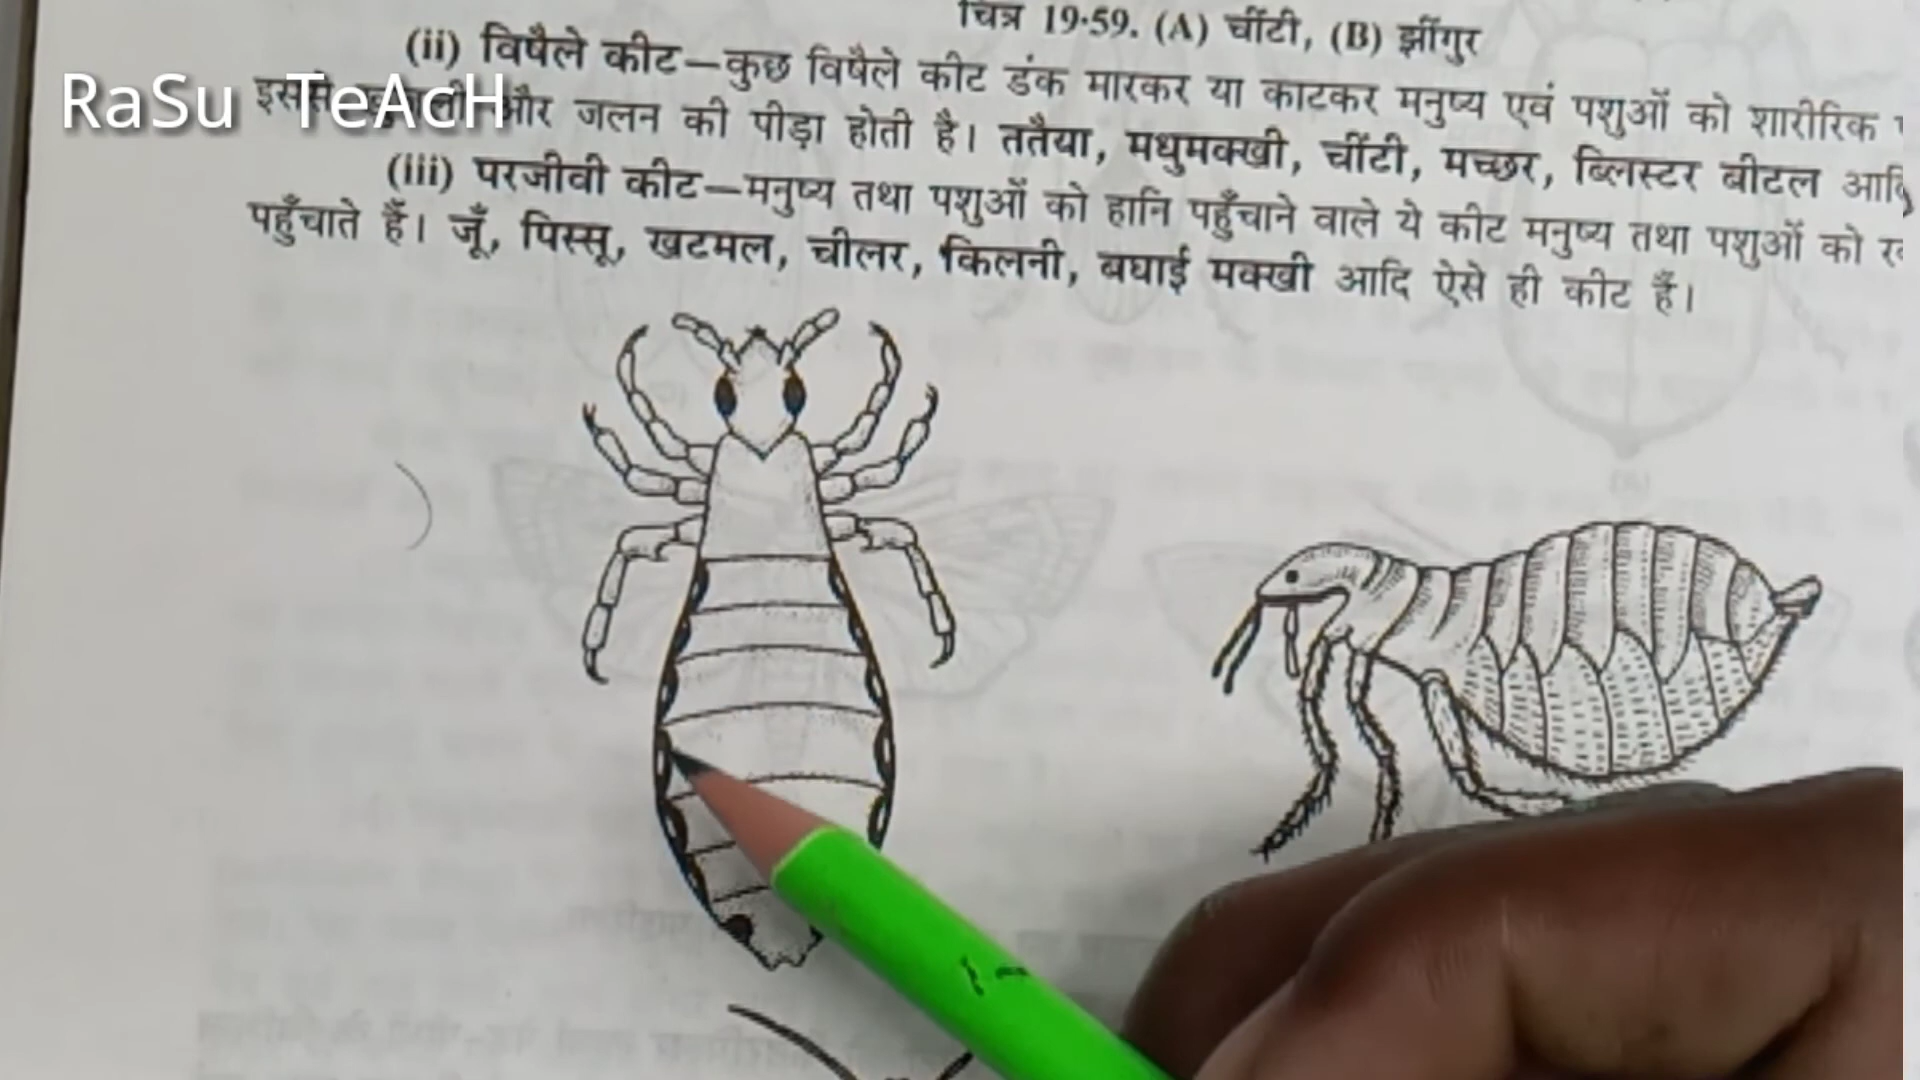 चित्र 19·59. (A) चींटी, (B) झींगुर
(ii) विषैले कीट—कुछ विषैले कीट डंक मारकर या काटकर मनुष्य एवं पशुओं को शारीरिक
RaSu TeAcH
और जलन की पीड़ा होती है। ततैया, मधुमक्खी, चींटी, मच्छर, ब्लिस्टर बीटल आदि
(iii) परजीवी कीट—मनुष्य तथा पशुओं को हानि पहुँचाने वाले ये कीट मनुष्य तथा पशुओं को
पहुँचाते हैं। जूँ, पिस्सू, खटमल, चीलर, किलनी, बघाई मक्खी आदि ऐसे ही कीट हैं।